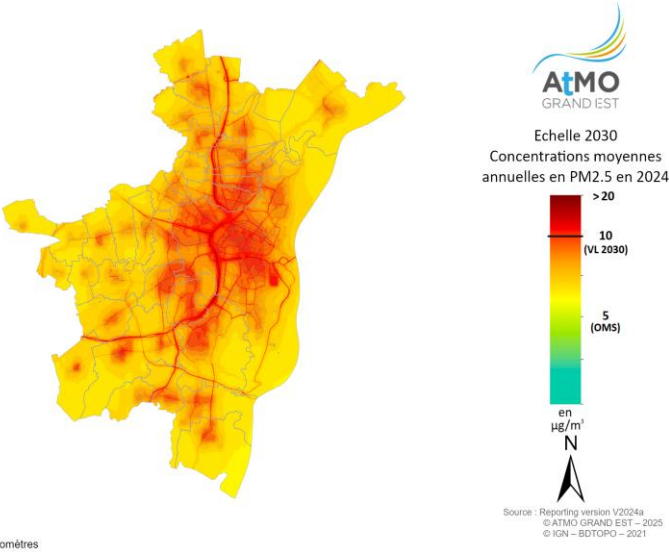 AtMO
GRAND EST
Echelle 2030
Concentrations moyennes
annuelles en PM2.5 en 2024
>20
10
(VL 2030)
5
(OMS)
en
µg/m³
N
Source : Reporting version V2024a
© ATMO GRAND EST – 2025
© IGN – BDTOPO – 2021
omètres